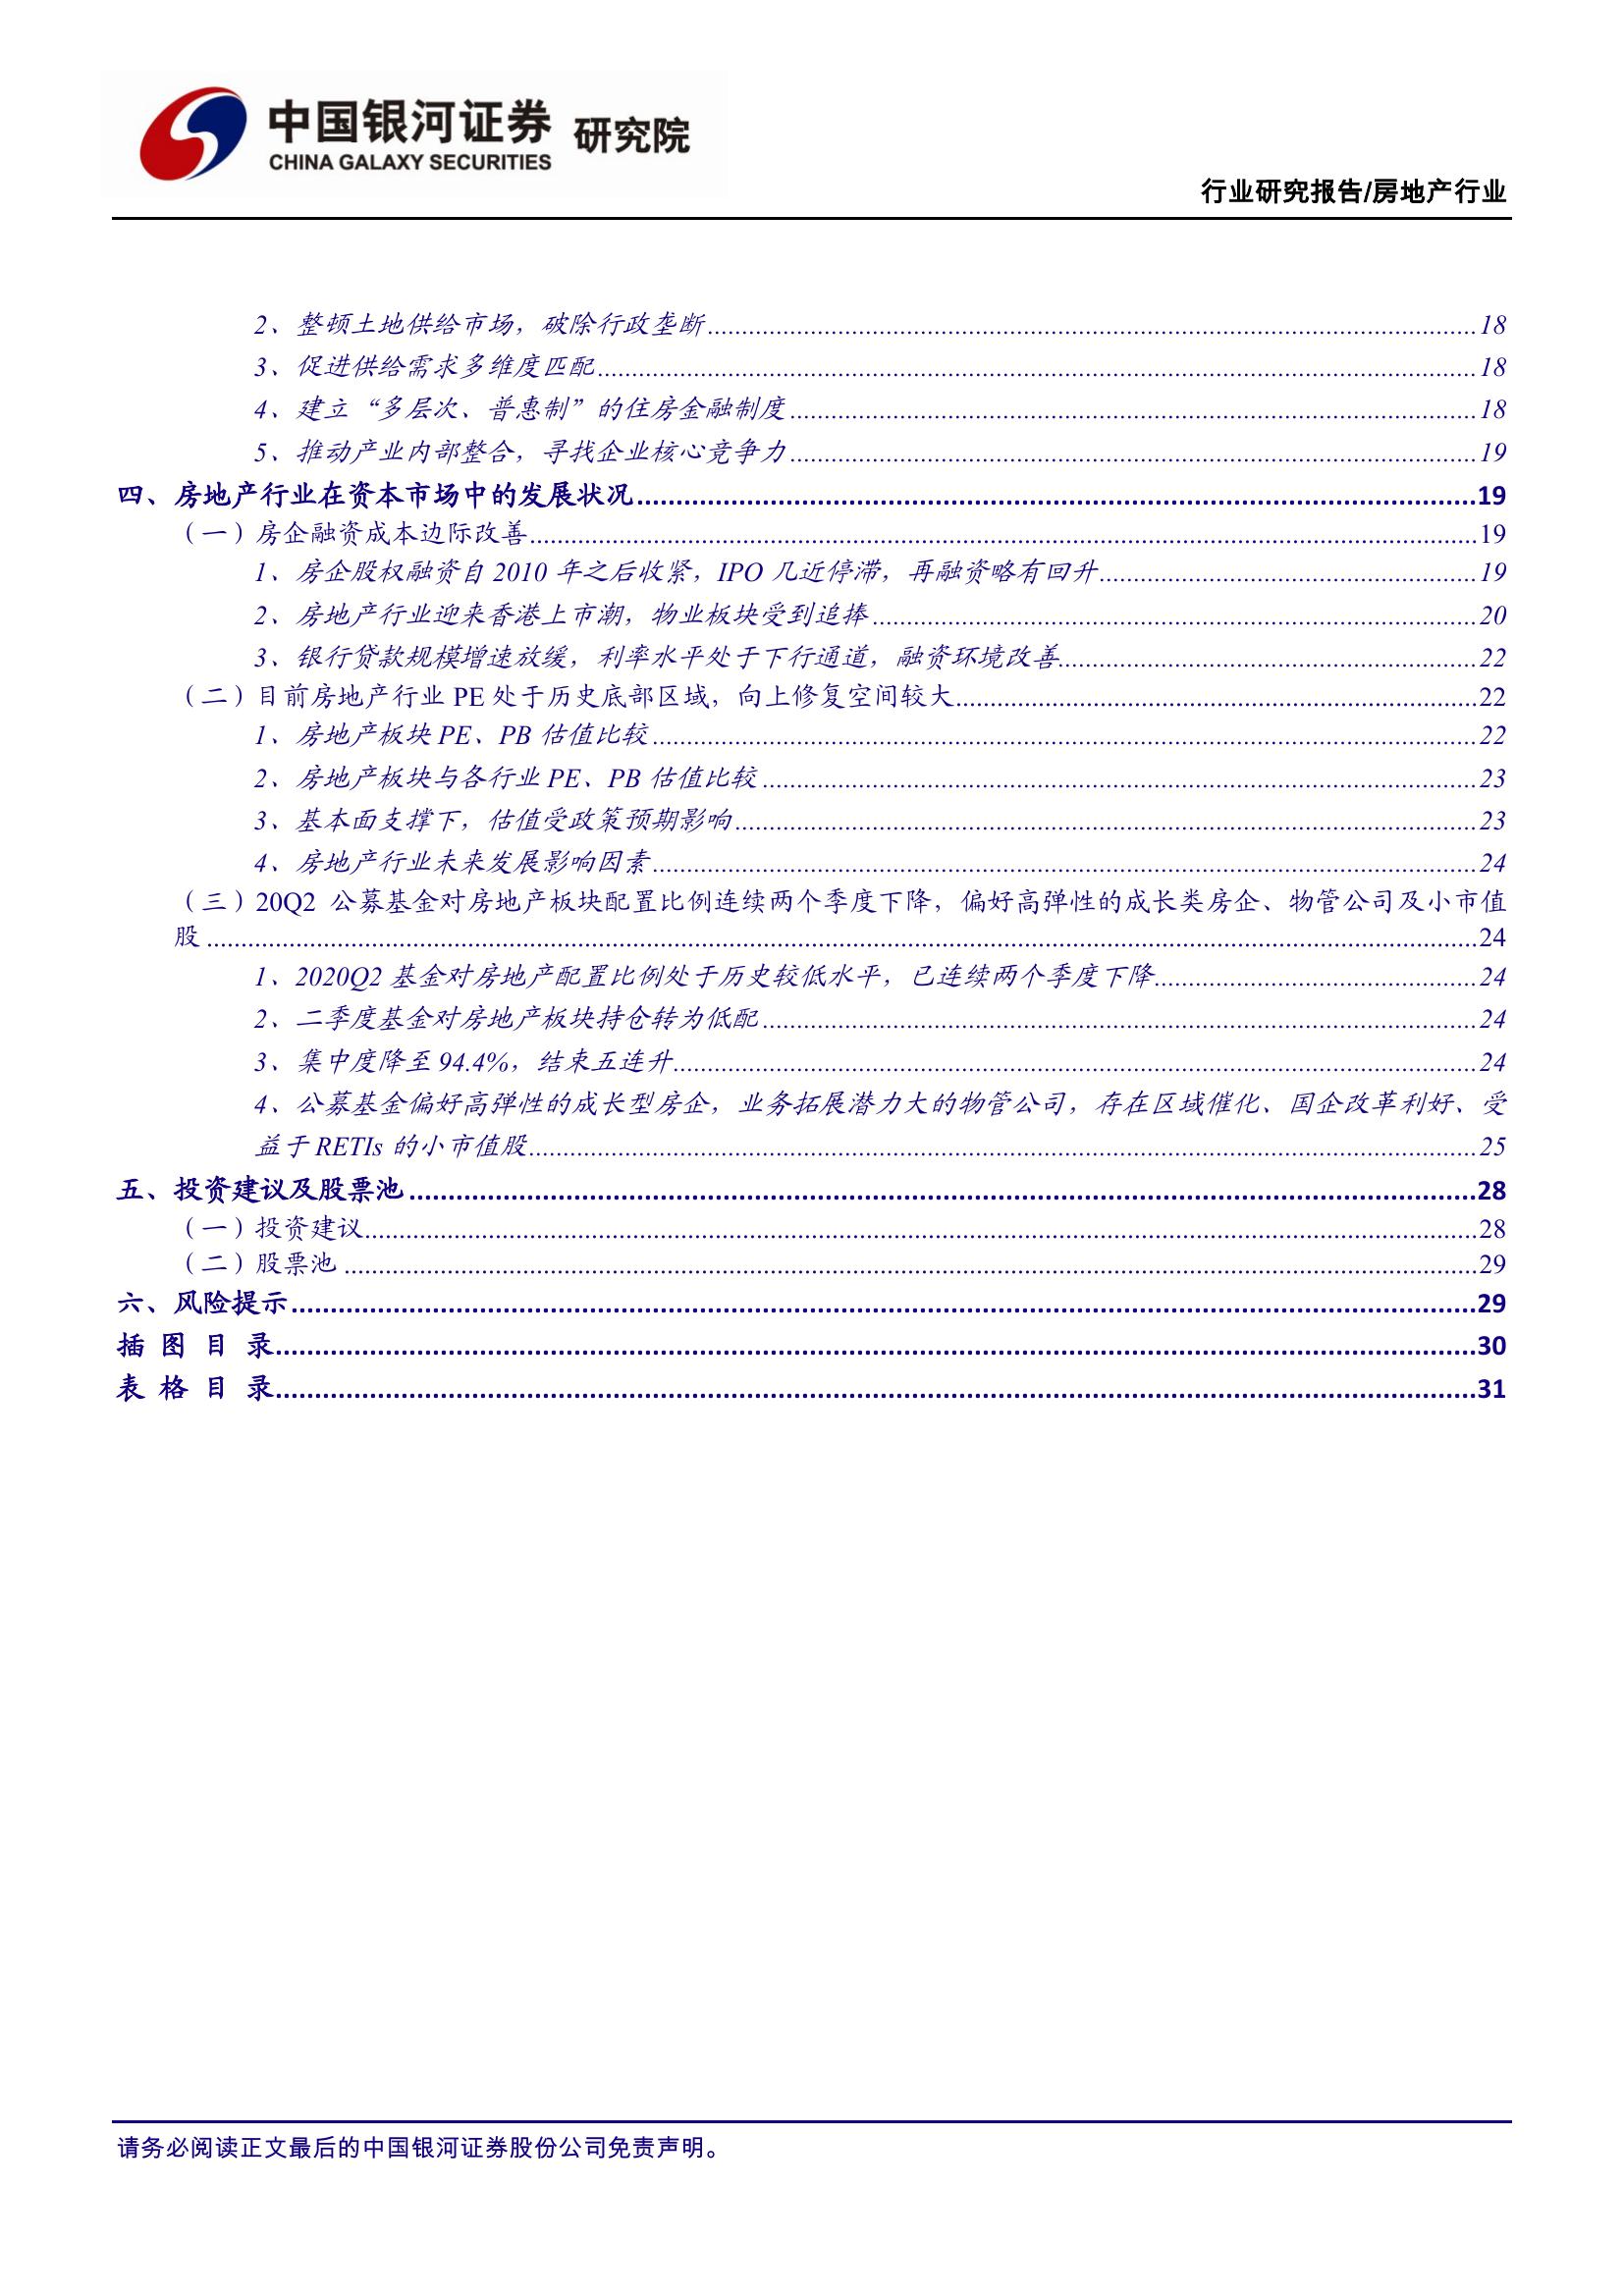 中国银河证券 研究院
CHINA GALAXY SECURITIES
行业研究报告/房地产行业
2、整顿土地供给市场，破除行政垄断......18
3、促进供给需求多维度匹配......18
4、建立“多层次、普惠制”的住房金融制度......18
5、推动产业内部整合，寻找企业核心竞争力......19
四、房地产行业在资本市场中的发展状况......19
（一）房企融资成本边际改善......19
1、房企股权融资自 2010 年之后收紧，IPO 几近停滞，再融资略有回升......19
2、房地产行业迎来香港上市潮，物业板块受到追捧......20
3、银行贷款规模增速放缓，利率水平处于下行通道，融资环境改善......22
（二）目前房地产行业 PE 处于历史底部区域，向上修复空间较大......22
1、房地产板块 PE、PB 估值比较......22
2、房地产板块与各行业 PE、PB 估值比较......23
3、基本面支撑下，估值受政策预期影响......23
4、房地产行业未来发展影响因素......24
（三）20Q2 公募基金对房地产板块配置比例连续两个季度下降，偏好高弹性的成长类房企、物管公司及小市值
股......24
1、2020Q2 基金对房地产配置比例处于历史较低水平，已连续两个季度下降......24
2、二季度基金对房地产板块持仓转为低配......24
3、集中度降至 94.4%，结束五连升......24
4、公募基金偏好高弹性的成长型房企，业务拓展潜力大的物管公司，存在区域催化、国企改革利好、受
益于 RETIs 的小市值股......25
五、投资建议及股票池......28
（一）投资建议......28
（二）股票池......29
六、风险提示......29
插 图 目 录......30
表 格 目 录......31
请务必阅读正文最后的中国银河证券股份公司免责声明。